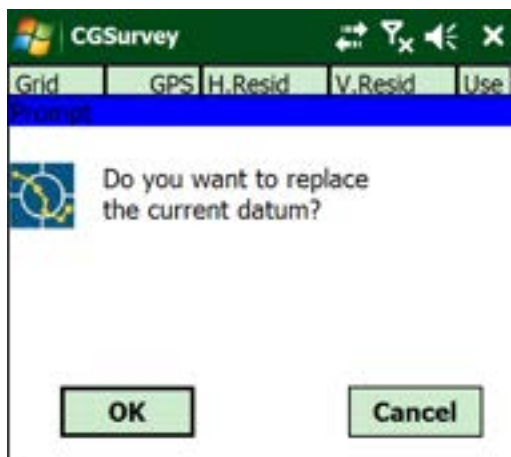 CGSurvey
Grid GPS H.Resid V.Resid Use
Prompt
Do you want to replace
the current datum?
OK Cancel